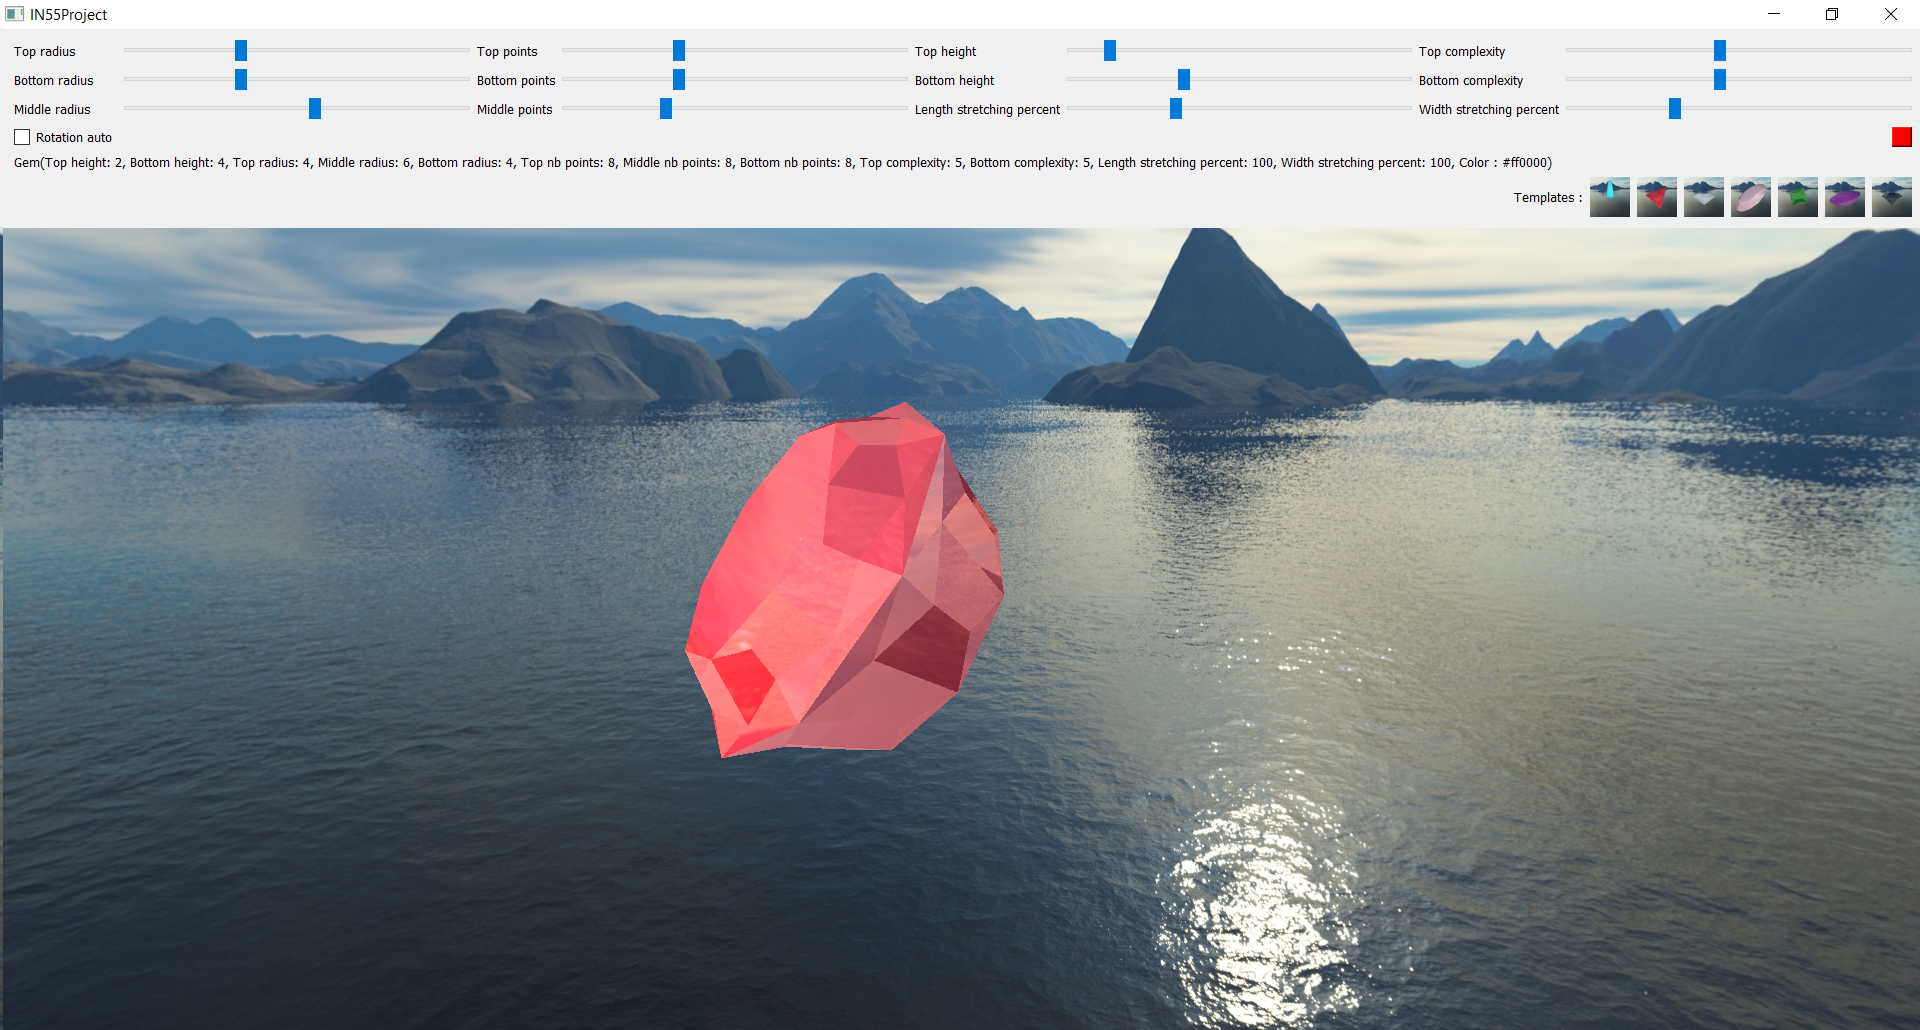 IN55Project
Top radius Top points Top height Top complexity
Bottom radius Bottom points Bottom height Bottom complexity
Middle radius Middle points Length stretching percent Width stretching percent
Rotation auto
Gem(Top height: 2, Bottom height: 4, Top radius: 4, Middle radius: 6, Bottom radius: 4, Top nb points: 8, Middle nb points: 8, Bottom nb points: 8, Top complexity: 5, Bottom complexity: 5, Length stretching percent: 100, Width stretching percent: 100, Color : #ff0000)
Templates :